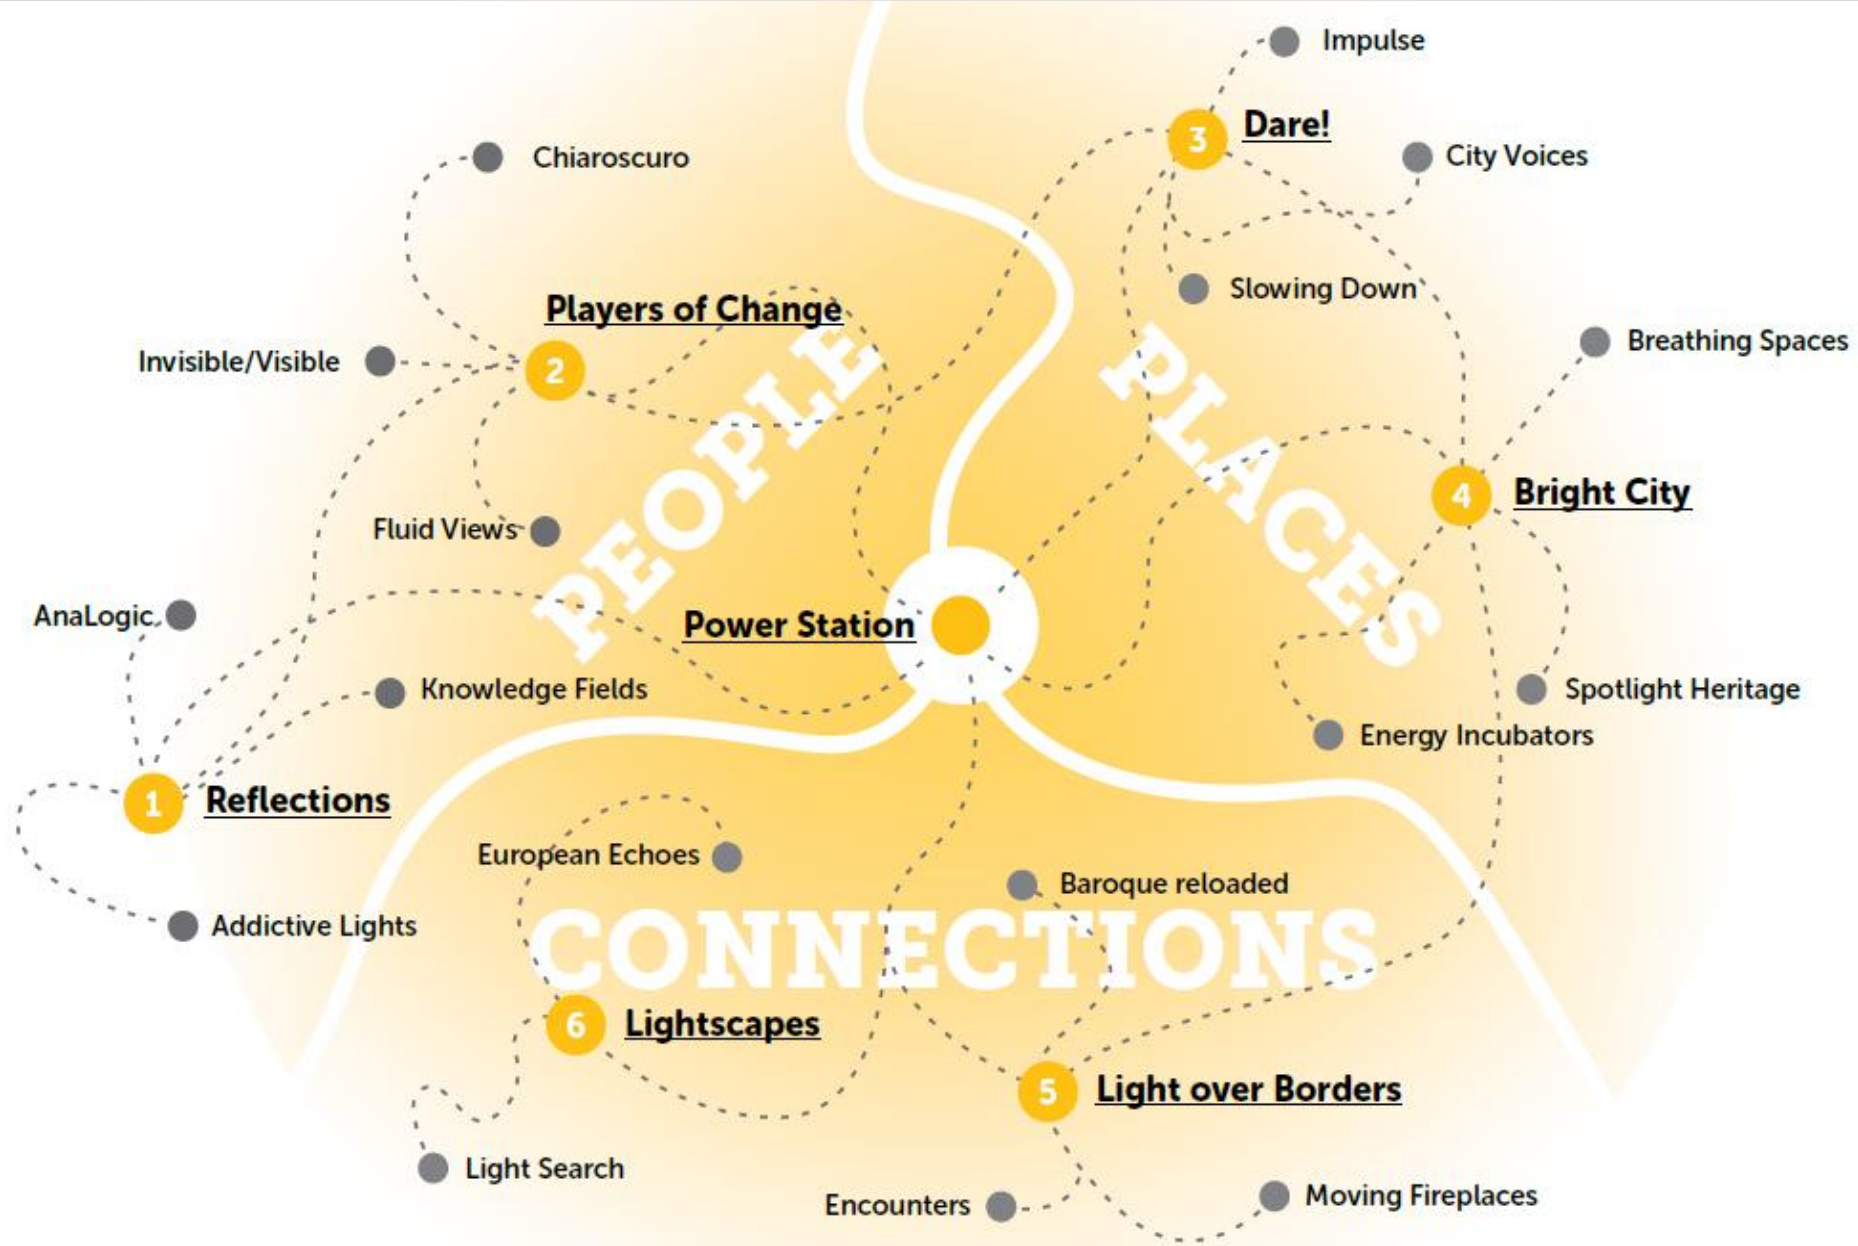 Impulse
3
Dare!
Chiaroscuro
City Voices
Slowing Down
Players of Change
Invisible/Visible
2
Breathing Spaces
PEOPLE
PLACES
4
Bright City
Fluid Views
AnaLogic
Power Station
Knowledge Fields
Spotlight Heritage
Energy Incubators
1
Reflections
European Echoes
Baroque reloaded
Addictive Lights
CONNECTIONS
6
Lightscapes
5
Light over Borders
Light Search
Encounters
Moving Fireplaces